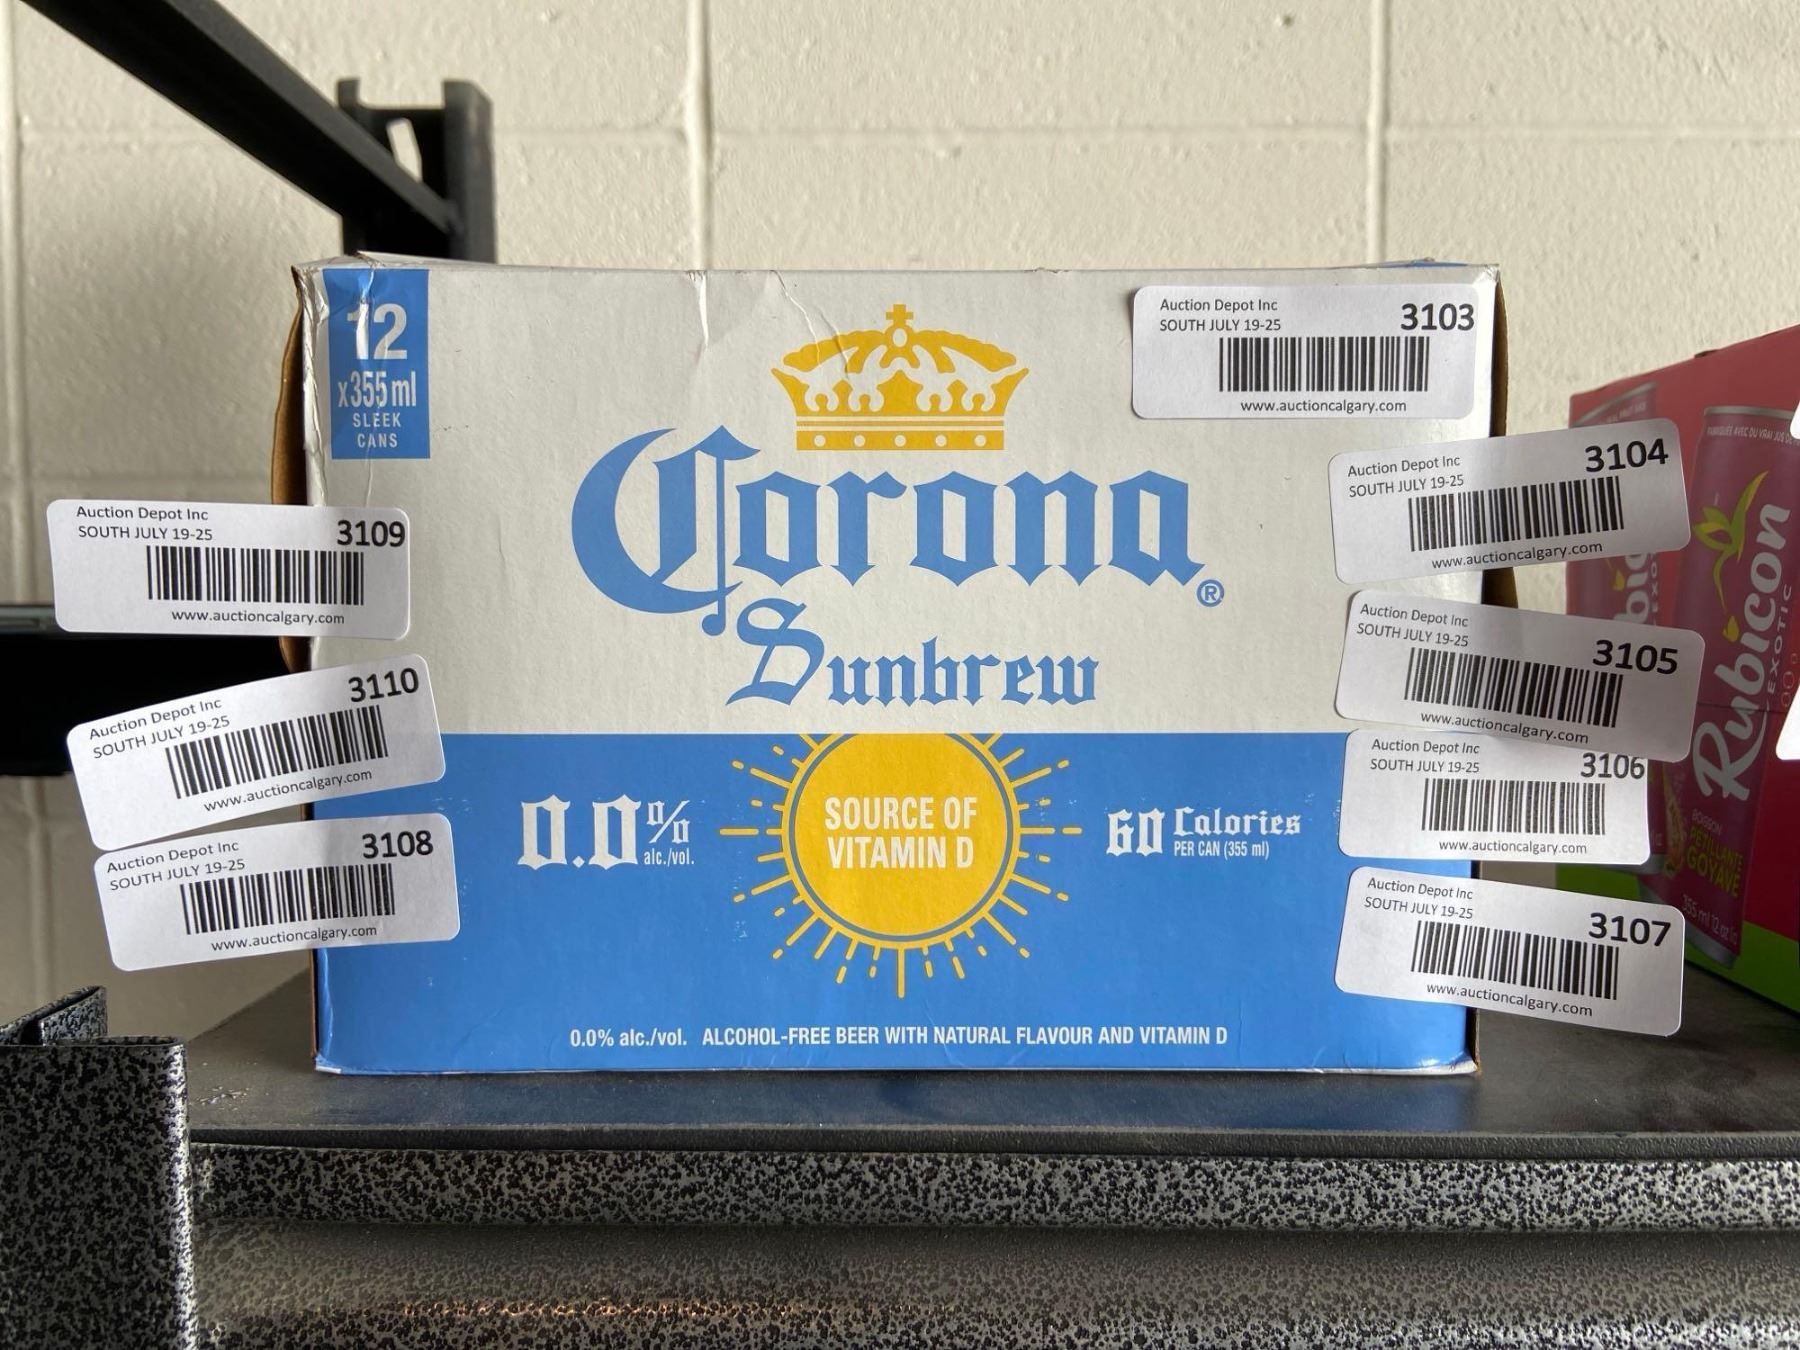 12
x355 ml
SLEEK
CANS
Corona®
Sunbrew
0.0% alc./vol.
SOURCE OF
VITAMIN D
60 Calories
PER CAN (355 ml)
0.0% alc./vol. ALCOHOL-FREE BEER WITH NATURAL FLAVOUR AND VITAMIN D
Auction Depot Inc
SOUTH JULY 19-25
3109
www.auctioncalgary.com
Auction Depot Inc
SOUTH JULY 19-25
3110
www.auctioncalgary.com
Auction Depot Inc
SOUTH JULY 19-25
3108
www.auctioncalgary.com
Auction Depot Inc
SOUTH JULY 19-25
3103
www.auctioncalgary.com
Auction Depot Inc
SOUTH JULY 19-25
3104
www.auctioncalgary.com
Auction Depot Inc
SOUTH JULY 19-25
3105
www.auctioncalgary.com
Auction Depot Inc
SOUTH JULY 19-25
3106
www.auctioncalgary.com
Auction Depot Inc
SOUTH JULY 19-25
3107
www.auctioncalgary.com
Rubicon
EXOTIC
BOISSON
PÉTILLANTE
GOYAVE
355 ml